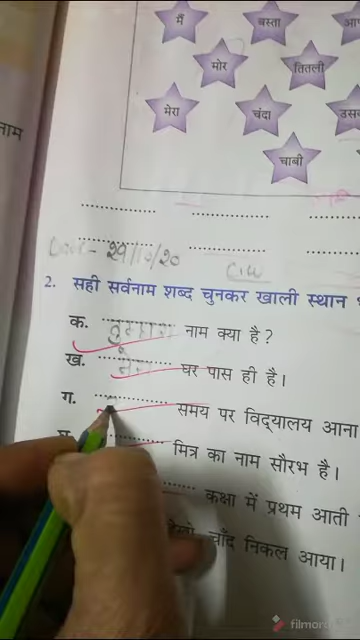 मैं बस्ता
मोर तितली
मेरा चंदा
चाबी
नाम
Date- 29/10/20
C.W
2. सही सर्वनाम शब्द चुनकर खाली स्थान
क. तुम्हारा नाम क्या है?
ख. मेरा घर पास ही है।
ग. समय पर विद्यालय आना
मित्र का नाम सौरभ है।
कक्षा में प्रथम आती
देखो चाँद निकल आया।
filmora